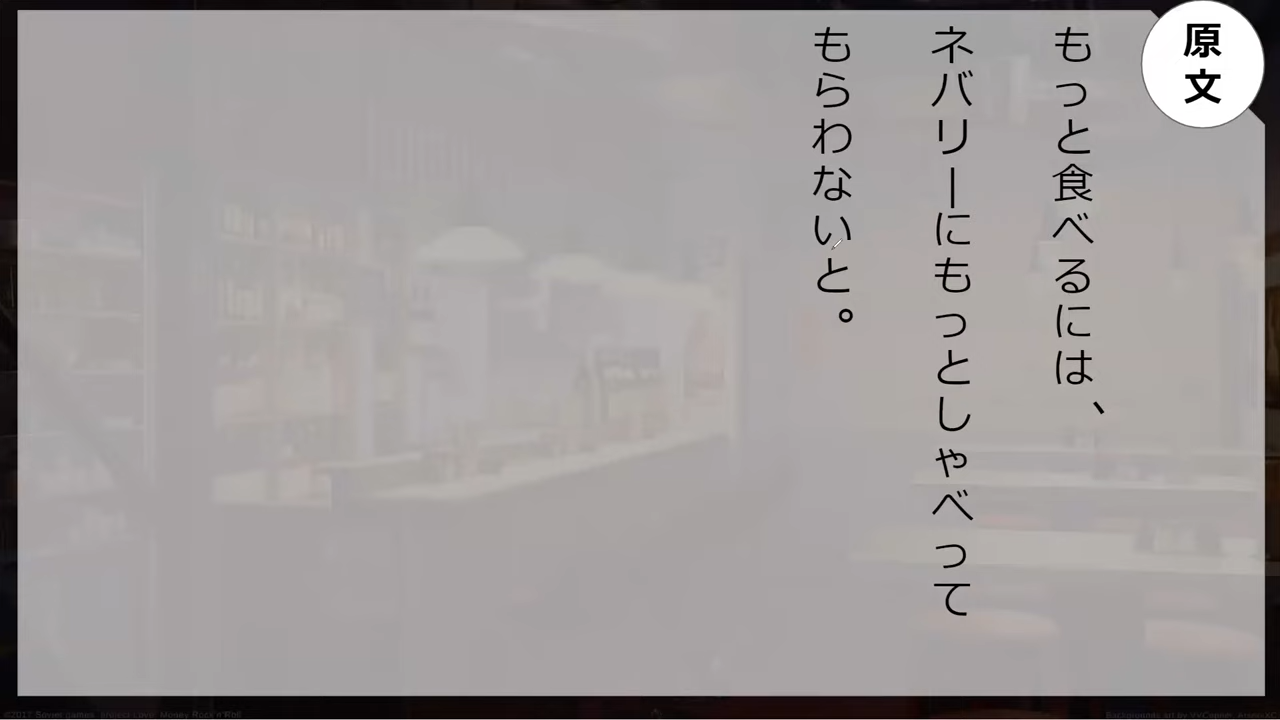 原文
もっと食べるには、
ネバリーにもっとしゃべって
もらわないと。